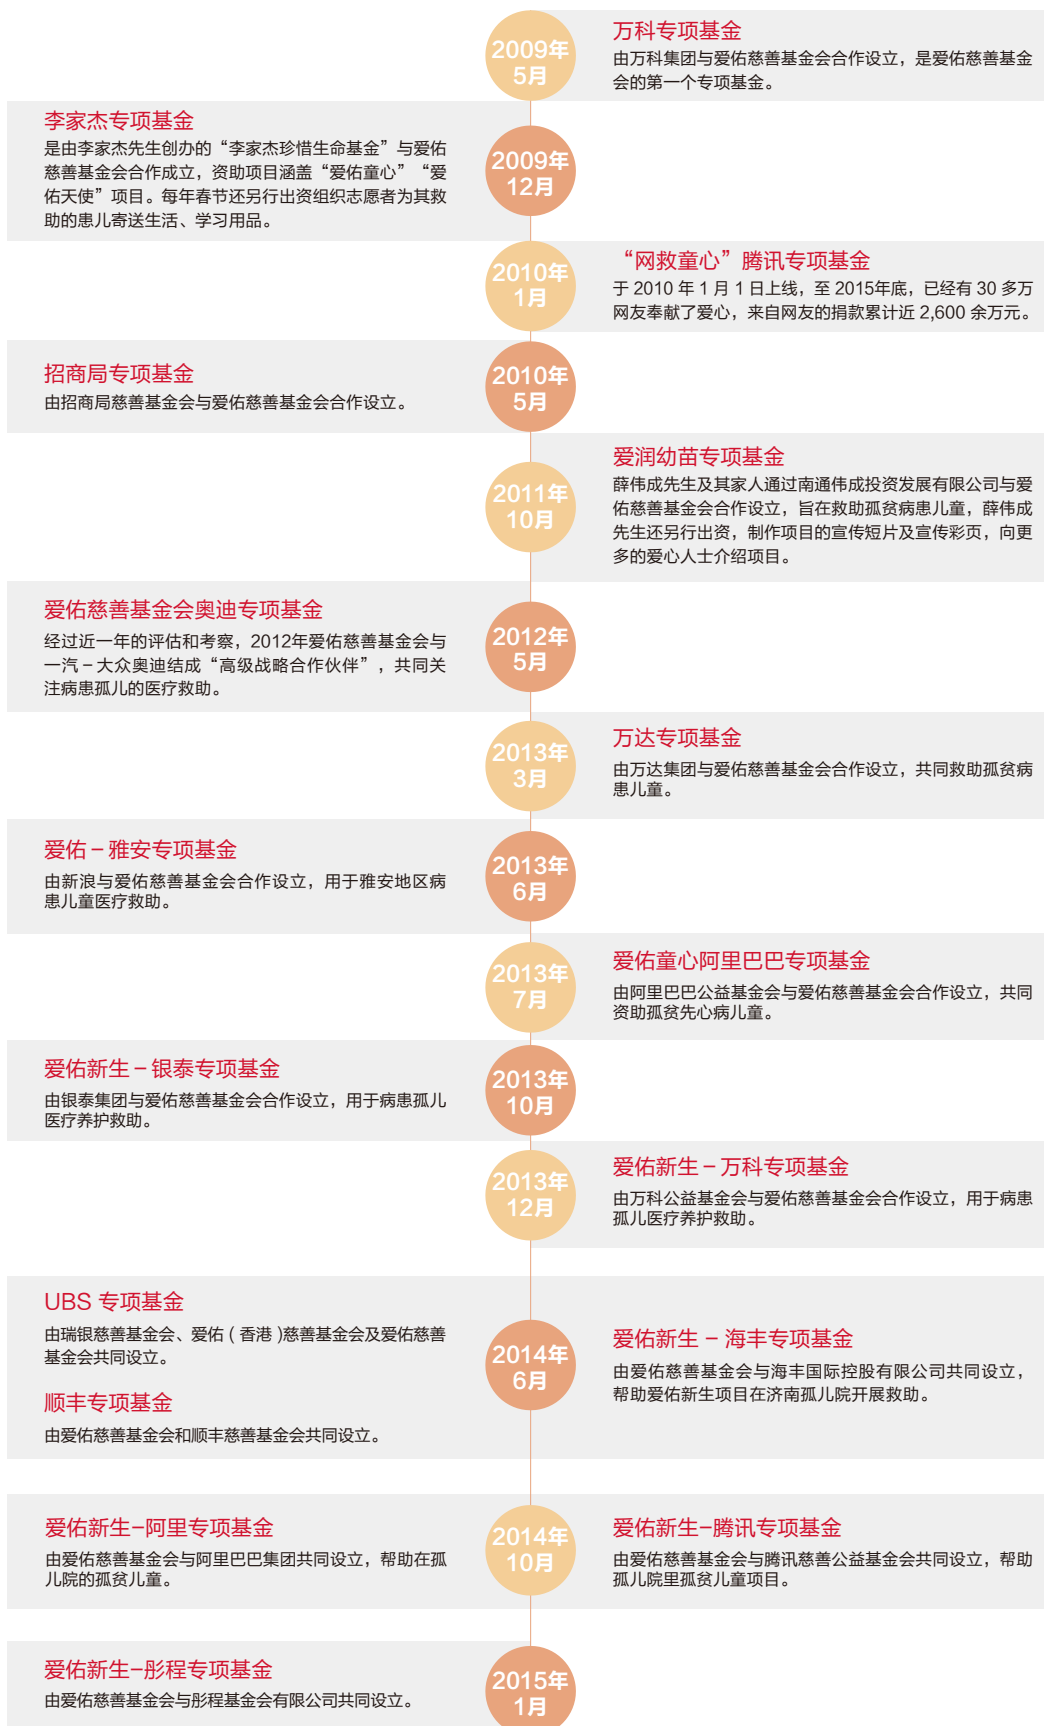 2009年
5月
万科专项基金
由万科集团与爱佑慈善基金会合作设立，是爱佑慈善基金
会的第一个专项基金。
李家杰专项基金
是由李家杰先生创办的“李家杰珍惜生命基金”与爱佑
慈善基金会合作成立，资助项目涵盖“爱佑童心”“爱
佑天使”项目。每年春节还另行出资组织志愿者为其救
助的患儿寄送生活、学习用品。
2009年
12月
2010年
1月
“网救童心”腾讯专项基金
于 2010 年 1 月 1 日上线，至 2015年底，已经有 30 多万
网友奉献了爱心，来自网友的捐款累计近 2,600 余万元。
招商局专项基金
由招商局慈善基金会与爱佑慈善基金会合作设立。
2010年
5月
2011年
10月
爱润幼苗专项基金
薛伟成先生及其家人通过南通伟成投资发展有限公司与爱
佑慈善基金会合作设立，旨在救助孤贫病患儿童，薛伟成
先生还另行出资，制作项目的宣传短片及宣传彩页，向更
多的爱心人士介绍项目。
爱佑慈善基金会奥迪专项基金
经过近一年的评估和考察，2012年爱佑慈善基金会与
一汽－大众奥迪结成“高级战略合作伙伴”，共同关
注病患孤儿的医疗救助。
2012年
5月
2013年
3月
万达专项基金
由万达集团与爱佑慈善基金会合作设立，共同救助孤贫病
患儿童。
爱佑－雅安专项基金
由新浪与爱佑慈善基金会合作设立，用于雅安地区病
患儿童医疗救助。
2013年
6月
2013年
7月
爱佑童心阿里巴巴专项基金
由阿里巴巴公益基金会与爱佑慈善基金会合作设立，共同
资助孤贫先心病儿童。
爱佑新生－银泰专项基金
由银泰集团与爱佑慈善基金会合作设立，用于病患孤儿
医疗养护救助。
2013年
10月
2013年
12月
爱佑新生－万科专项基金
由万科公益基金会与爱佑慈善基金会合作设立，用于病患
孤儿医疗养护救助。
UBS 专项基金
由瑞银慈善基金会、爱佑 ( 香港 )慈善基金会及爱佑慈善
基金会共同设立。
顺丰专项基金
由爱佑慈善基金会和顺丰慈善基金会共同设立。
2014年
6月
爱佑新生 － 海丰专项基金
由爱佑慈善基金会与海丰国际控股有限公司共同设立，
帮助爱佑新生项目在济南孤儿院开展救助。
爱佑新生–阿里专项基金
由爱佑慈善基金会与阿里巴巴集团共同设立，帮助在孤
儿院的孤贫儿童。
2014年
10月
爱佑新生–腾讯专项基金
由爱佑慈善基金会与腾讯慈善公益基金会共同设立，帮助
孤儿院里孤贫儿童项目。
爱佑新生–彤程专项基金
由爱佑慈善基金会与彤程基金会有限公司共同设立。
2015年
1月